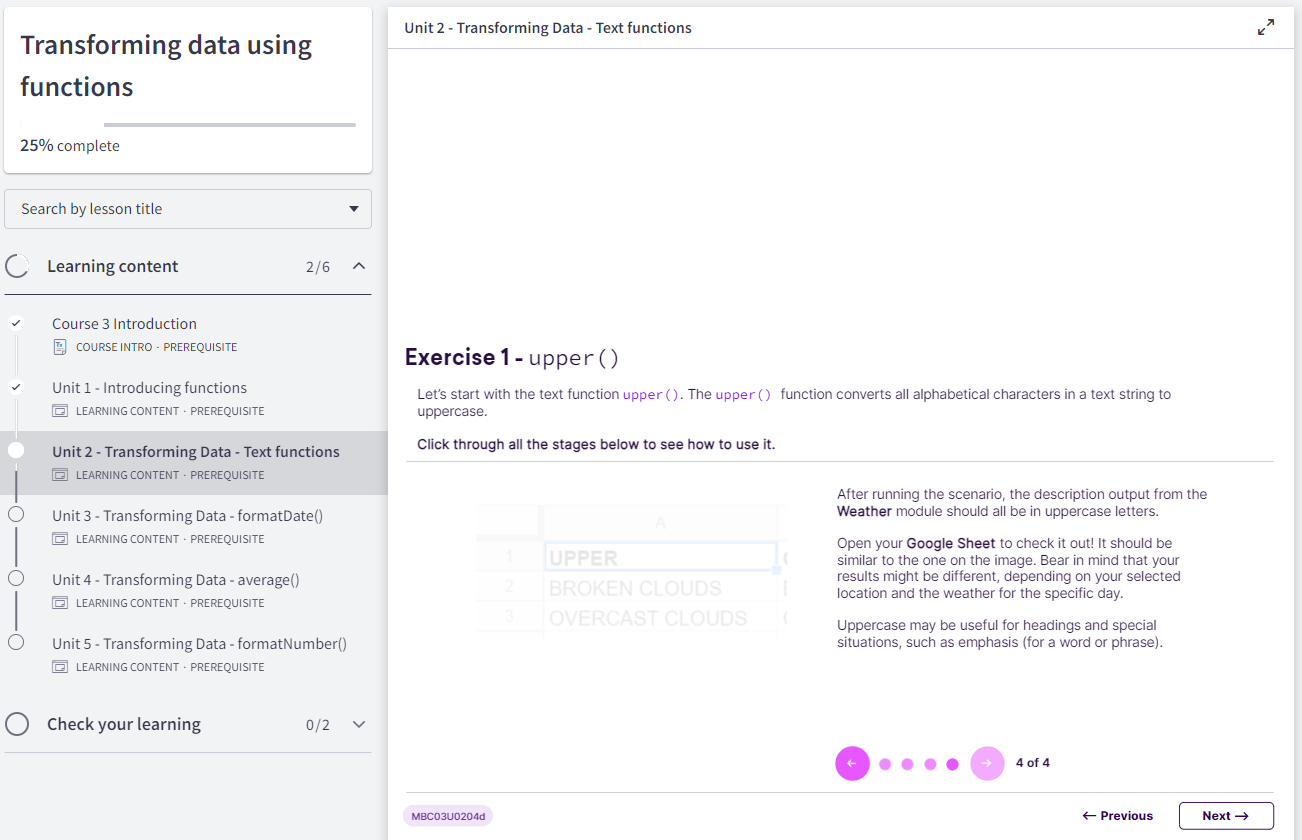 Transforming data using
functions
25% complete
Search by lesson title
Learning content 2/6
Course 3 Introduction
COURSE INTRO · PREREQUISITE
Unit 1 - Introducing functions
LEARNING CONTENT · PREREQUISITE
Unit 2 - Transforming Data - Text functions
LEARNING CONTENT · PREREQUISITE
Unit 3 - Transforming Data - formatDate()
LEARNING CONTENT · PREREQUISITE
Unit 4 - Transforming Data - average()
LEARNING CONTENT · PREREQUISITE
Unit 5 - Transforming Data - formatNumber()
LEARNING CONTENT · PREREQUISITE
Check your learning 0/2
Unit 2 - Transforming Data - Text functions
Exercise 1 - upper()
Let's start with the text function upper(). The upper() function converts all alphabetical characters in a text string to
uppercase.
Click through all the stages below to see how to use it.
A
1 UPPER
2 BROKEN CLOUDS
3 OVERCAST CLOUDS
After running the scenario, the description output from the
Weather module should all be in uppercase letters.
Open your Google Sheet to check it out! It should be
similar to the one on the image. Bear in mind that your
results might be different, depending on your selected
location and the weather for the specific day.
Uppercase may be useful for headings and special
situations, such as emphasis (for a word or phrase).
← → 4 of 4
MBC03U0204d
← Previous Next →